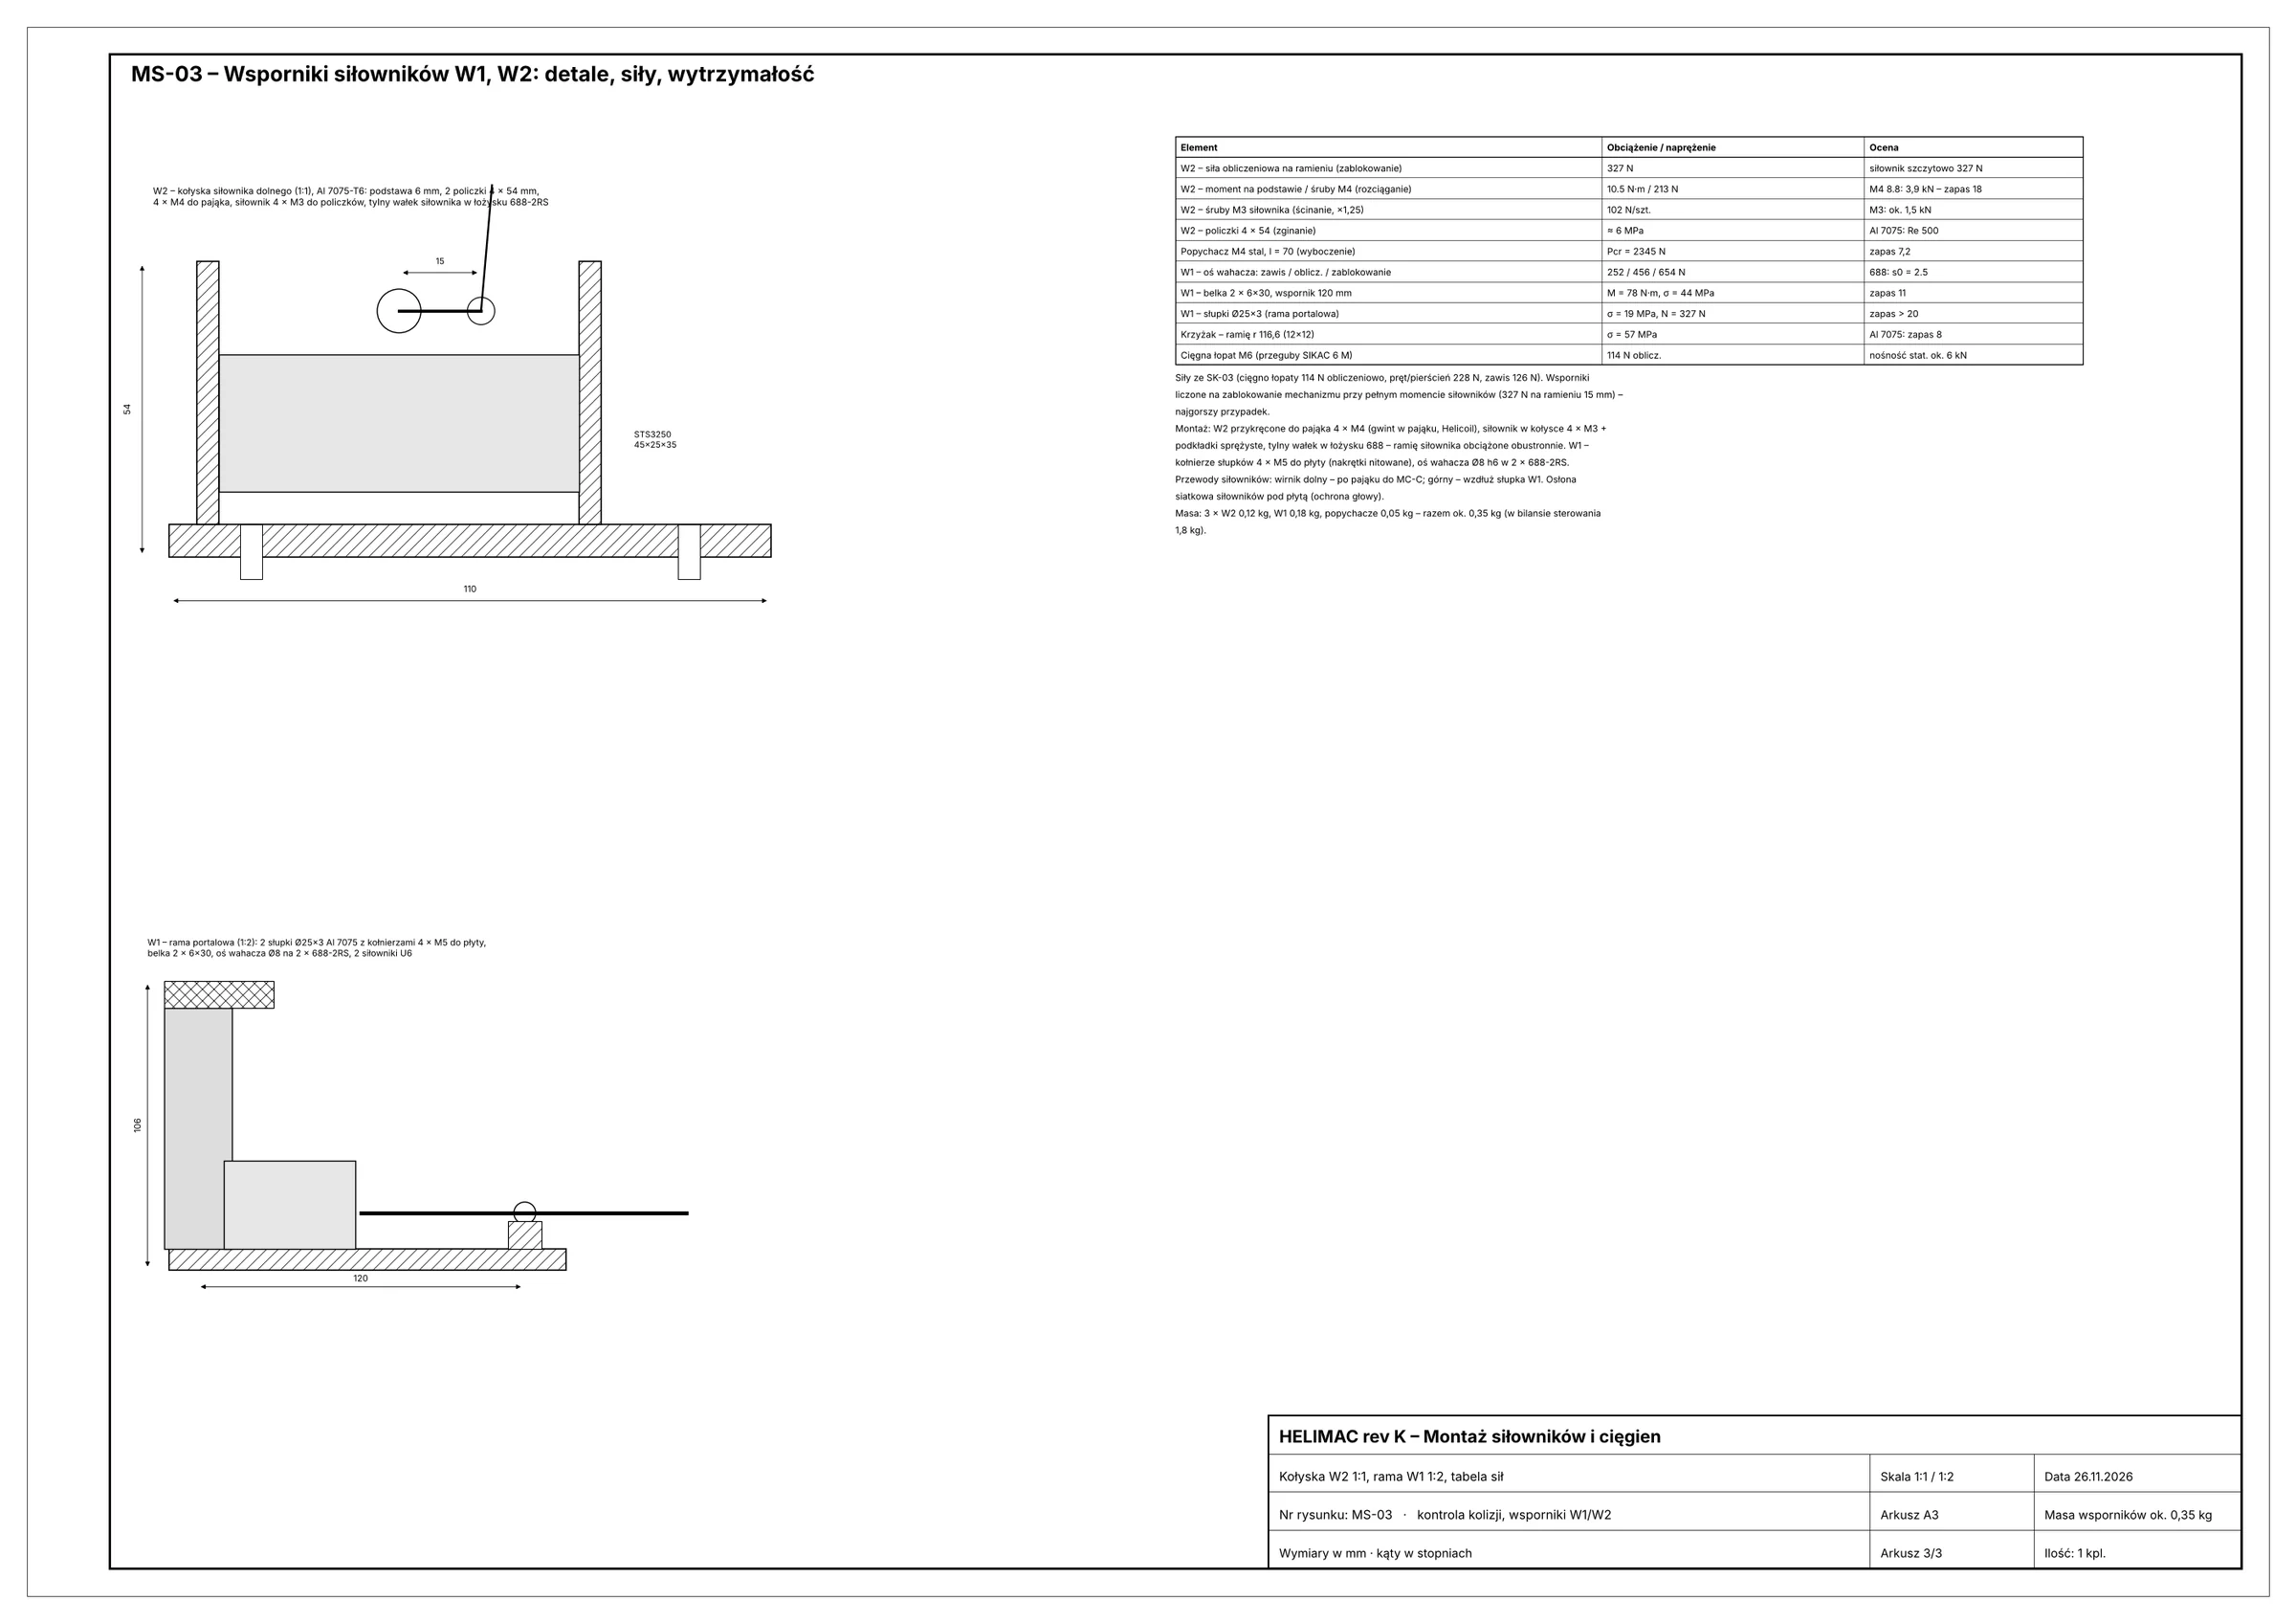 MS-03 – Wsporniki siłowników W1, W2: detale, siły, wytrzymałość
W2 – kołyska siłownika dolnego (1:1), Al 7075-T6: podstawa 6 mm, 2 policzki 4 × 54 mm,
4 × M4 do pająka, siłownik 4 × M3 do policzków, tylny wałek siłownika w łożysku 688-2RS
15
54
STS3250
45×25×35
110
W1 – rama portalowa (1:2): 2 słupki Ø25×3 Al 7075 z kołnierzami 4 × M5 do płyty,
belka 2 × 6×30, oś wahacza Ø8 na 2 × 688-2RS, 2 siłowniki U6
106
120
Element Obciążenie / naprężenie Ocena
W2 – siła obliczeniowa na ramieniu (zablokowanie) 327 N siłownik szczytowo 327 N
W2 – moment na podstawie / śruby M4 (rozciąganie) 10.5 N·m / 213 N M4 8.8: 3,9 kN – zapas 18
W2 – śruby M3 siłownika (ścinanie, ×1,25) 102 N/szt. M3: ok. 1,5 kN
W2 – policzki 4 × 54 (zginanie) ≈ 6 MPa Al 7075: Re 500
Popychacz M4 stal, l = 70 (wyboczenie) Pcr = 2345 N zapas 7,2
W1 – oś wahacza: zawis / oblicz. / zablokowanie 252 / 456 / 654 N 688: s0 = 2.5
W1 – belka 2 × 6×30, wspornik 120 mm M = 78 N·m, σ = 44 MPa zapas 11
W1 – słupki Ø25×3 (rama portalowa) σ = 19 MPa, N = 327 N zapas > 20
Krzyżak – ramię r 116,6 (12×12) σ = 57 MPa Al 7075: zapas 8
Cięgna łopat M6 (przeguby SIKAC 6 M) 114 N oblicz. nośność stat. ok. 6 kN
Siły ze SK-03 (cięgno łopaty 114 N obliczeniowo, pręt/pierścień 228 N, zawis 126 N). Wsporniki
liczone na zablokowanie mechanizmu przy pełnym momencie siłowników (327 N na ramieniu 15 mm) –
najgorszy przypadek.
Montaż: W2 przykręcone do pająka 4 × M4 (gwint w pająku, Helicoil), siłownik w kołysce 4 × M3 +
podkładki sprężyste, tylny wałek w łożysku 688 – ramię siłownika obciążone obustronnie. W1 –
kołnierze słupków 4 × M5 do płyty (nakrętki nitowane), oś wahacza Ø8 h6 w 2 × 688-2RS.
Przewody siłowników: wirnik dolny – po pająku do MC-C; górny – wzdłuż słupka W1. Osłona
siatkowa siłowników pod płytą (ochrona głowy).
Masa: 3 × W2 0,12 kg, W1 0,18 kg, popychacze 0,05 kg – razem ok. 0,35 kg (w bilansie sterowania
1,8 kg).
HELIMAC rev K – Montaż siłowników i cięgien
Kołyska W2 1:1, rama W1 1:2, tabela sił Skala 1:1 / 1:2 Data 26.11.2026
Nr rysunku: MS-03 · kontrola kolizji, wsporniki W1/W2 Arkusz A3 Masa wsporników ok. 0,35 kg
Wymiary w mm · kąty w stopniach Arkusz 3/3 Ilość: 1 kpl.